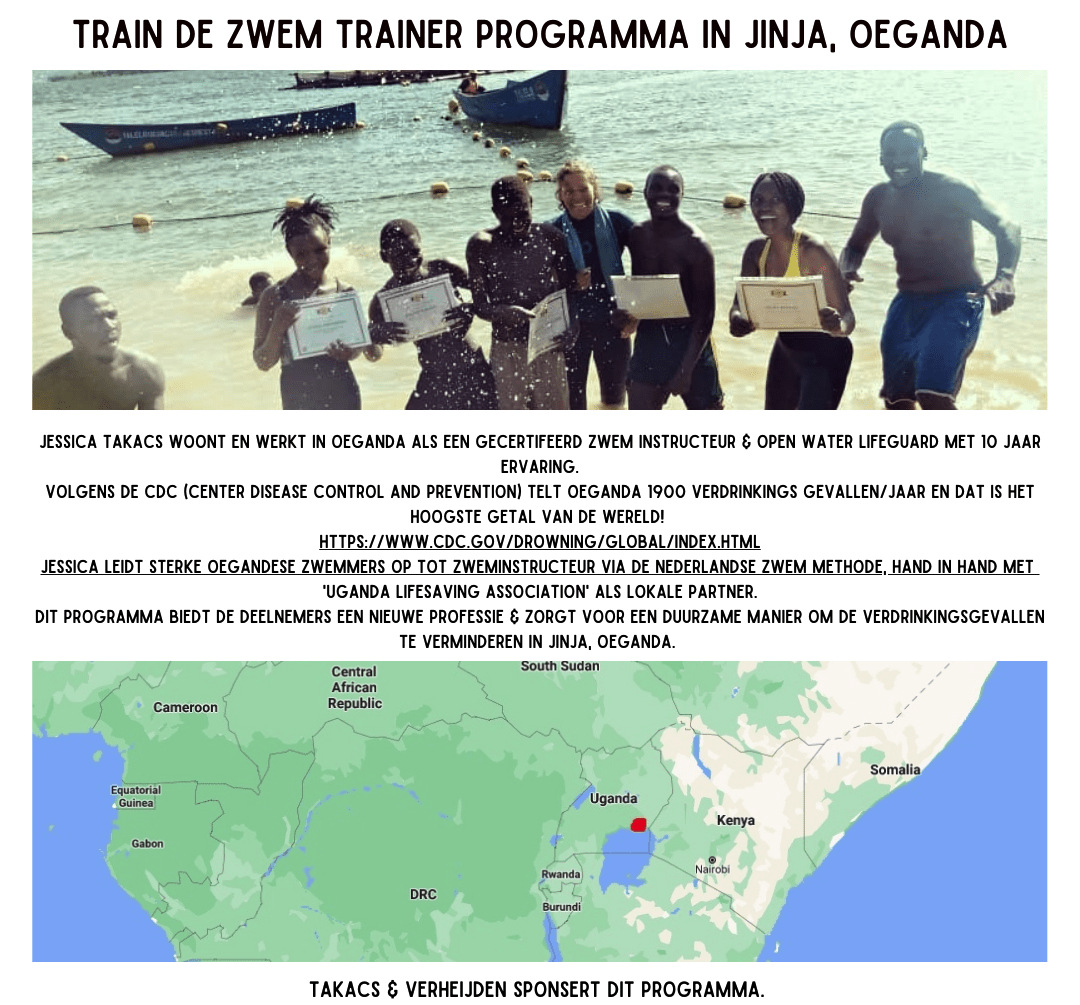 TRAIN DE ZWEM TRAINER PROGRAMMA IN JINJA, OEGANDA
JESSICA TAKACS WOONT EN WERKT IN OEGANDA ALS EEN GECERTIFEERD ZWEM INSTRUCTEUR & OPEN WATER LIFEGUARD MET 10 JAAR
ERVARING.
VOLGENS DE CDC (CENTER DISEASE CONTROL AND PREVENTION) TELT OEGANDA 1900 VERDRINKINGS GEVALLEN/JAAR EN DAT IS HET
HOOGSTE GETAL VAN DE WERELD!
HTTPS://WWW.CDC.GOV/DROWNING/GLOBAL/INDEX.HTML
JESSICA LEIDT STERKE OEGANDESE ZWEMMERS OP TOT ZWEMINSTRUCTEUR VIA DE NEDERLANDSE ZWEM METHODE, HAND IN HAND MET
'UGANDA LIFESAVING ASSOCIATION' ALS LOKALE PARTNER.
DIT PROGRAMMA BIEDT DE DEELNEMERS EEN NIEUWE PROFESSIE & ZORGT VOOR EEN DUURZAME MANIER OM DE VERDRINKINGSGEVALLEN
TE VERMINDEREN IN JINJA, OEGANDA.
South Sudan
Central
African
Republic
Cameroon
Somalia
Equatorial
Guinea
Uganda
Kenya
Gabon
Nairobi
Rwanda
DRC
Burundi
TAKACS & VERHEIJDEN SPONSERT DIT PROGRAMMA.